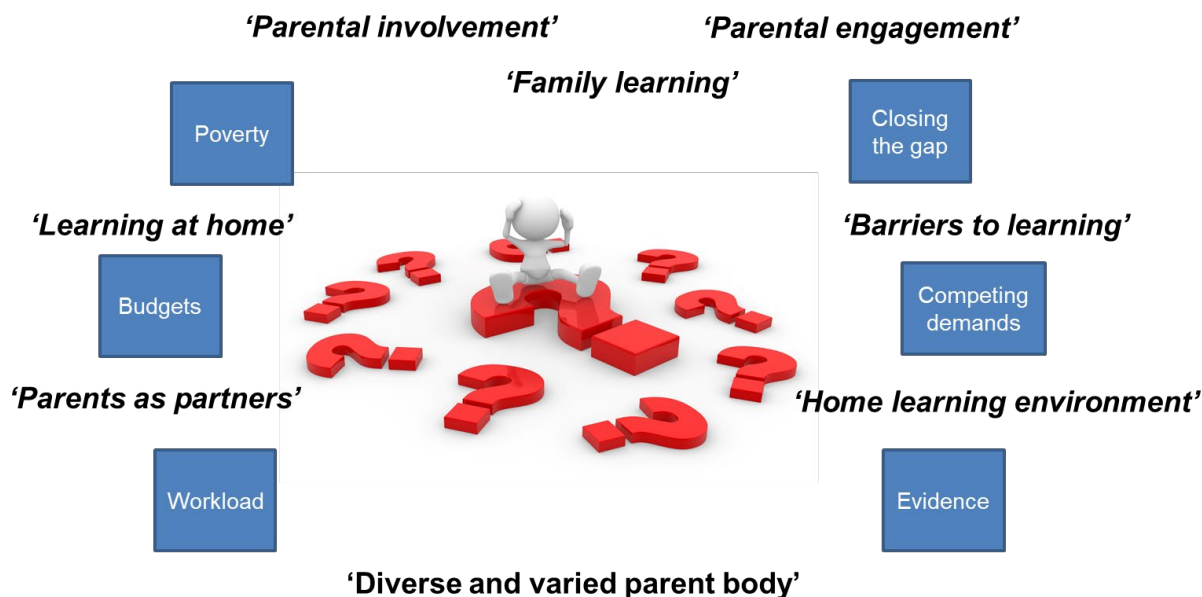 ‘Parental involvement’
‘Parental engagement’
‘Family learning’
Poverty
Closing
the gap
‘Learning at home’
‘Barriers to learning’
Budgets
Competing
demands
‘Parents as partners’
‘Home learning environment’
Workload
Evidence
‘Diverse and varied parent body’